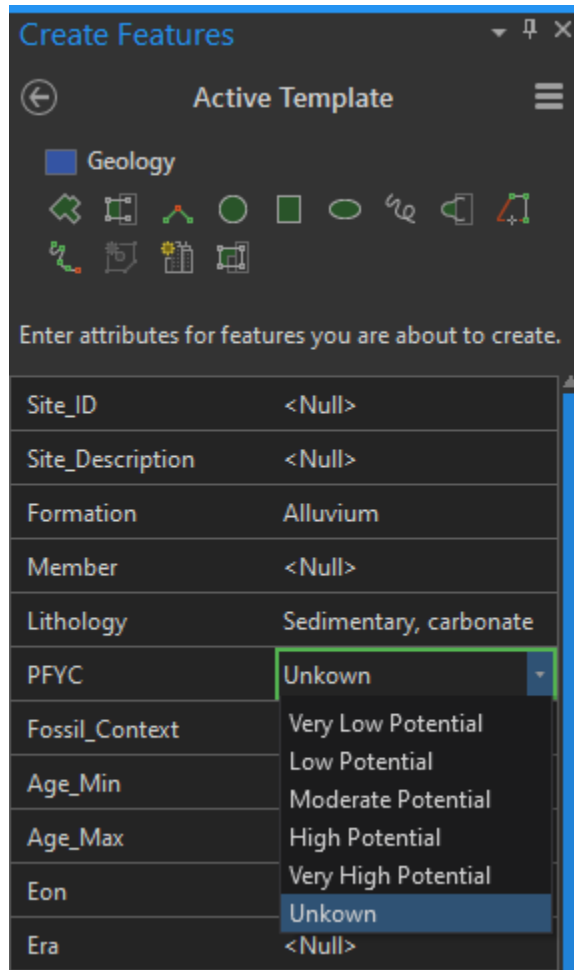 Create Features
Active Template
Geology
Enter attributes for features you are about to create.
Site_ID <Null>
Site_Description <Null>
Formation Alluvium
Member <Null>
Lithology Sedimentary, carbonate
PFYC Unkown
Fossil_Context
Age_Min
Age_Max
Eon
Era <Null>
Very Low Potential
Low Potential
Moderate Potential
High Potential
Very High Potential
Unkown